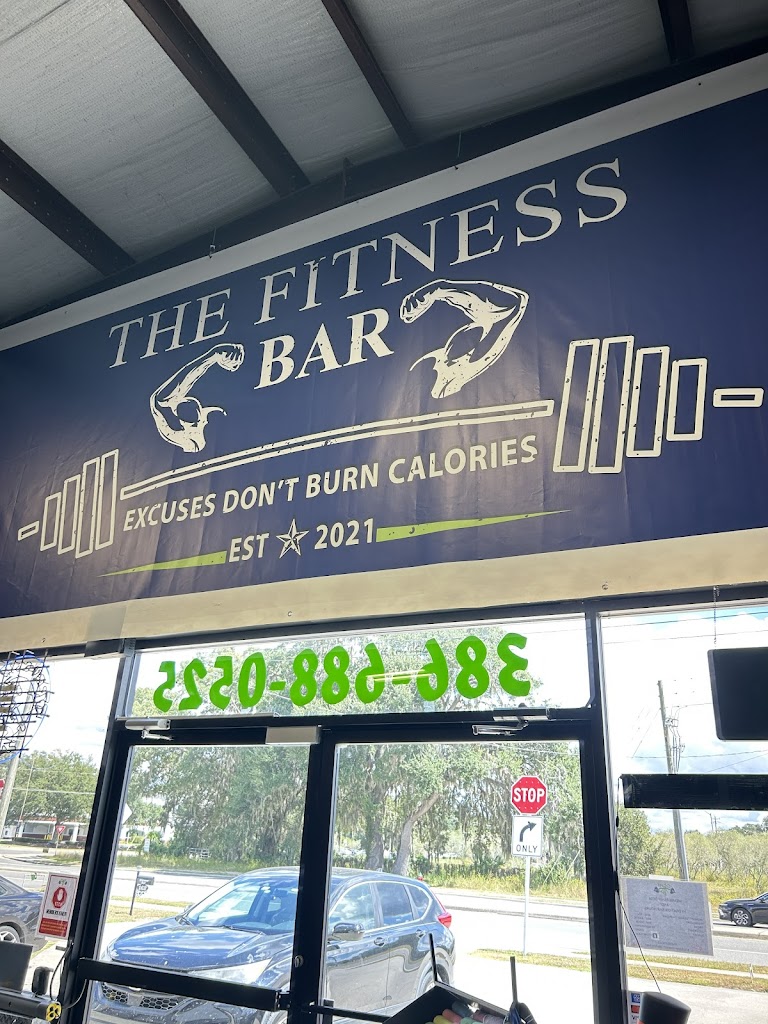 THE FITNESS
BAR
EXCUSES DON'T BURN CALORIES
EST 2021
386-688-0525
STOP
ONLY